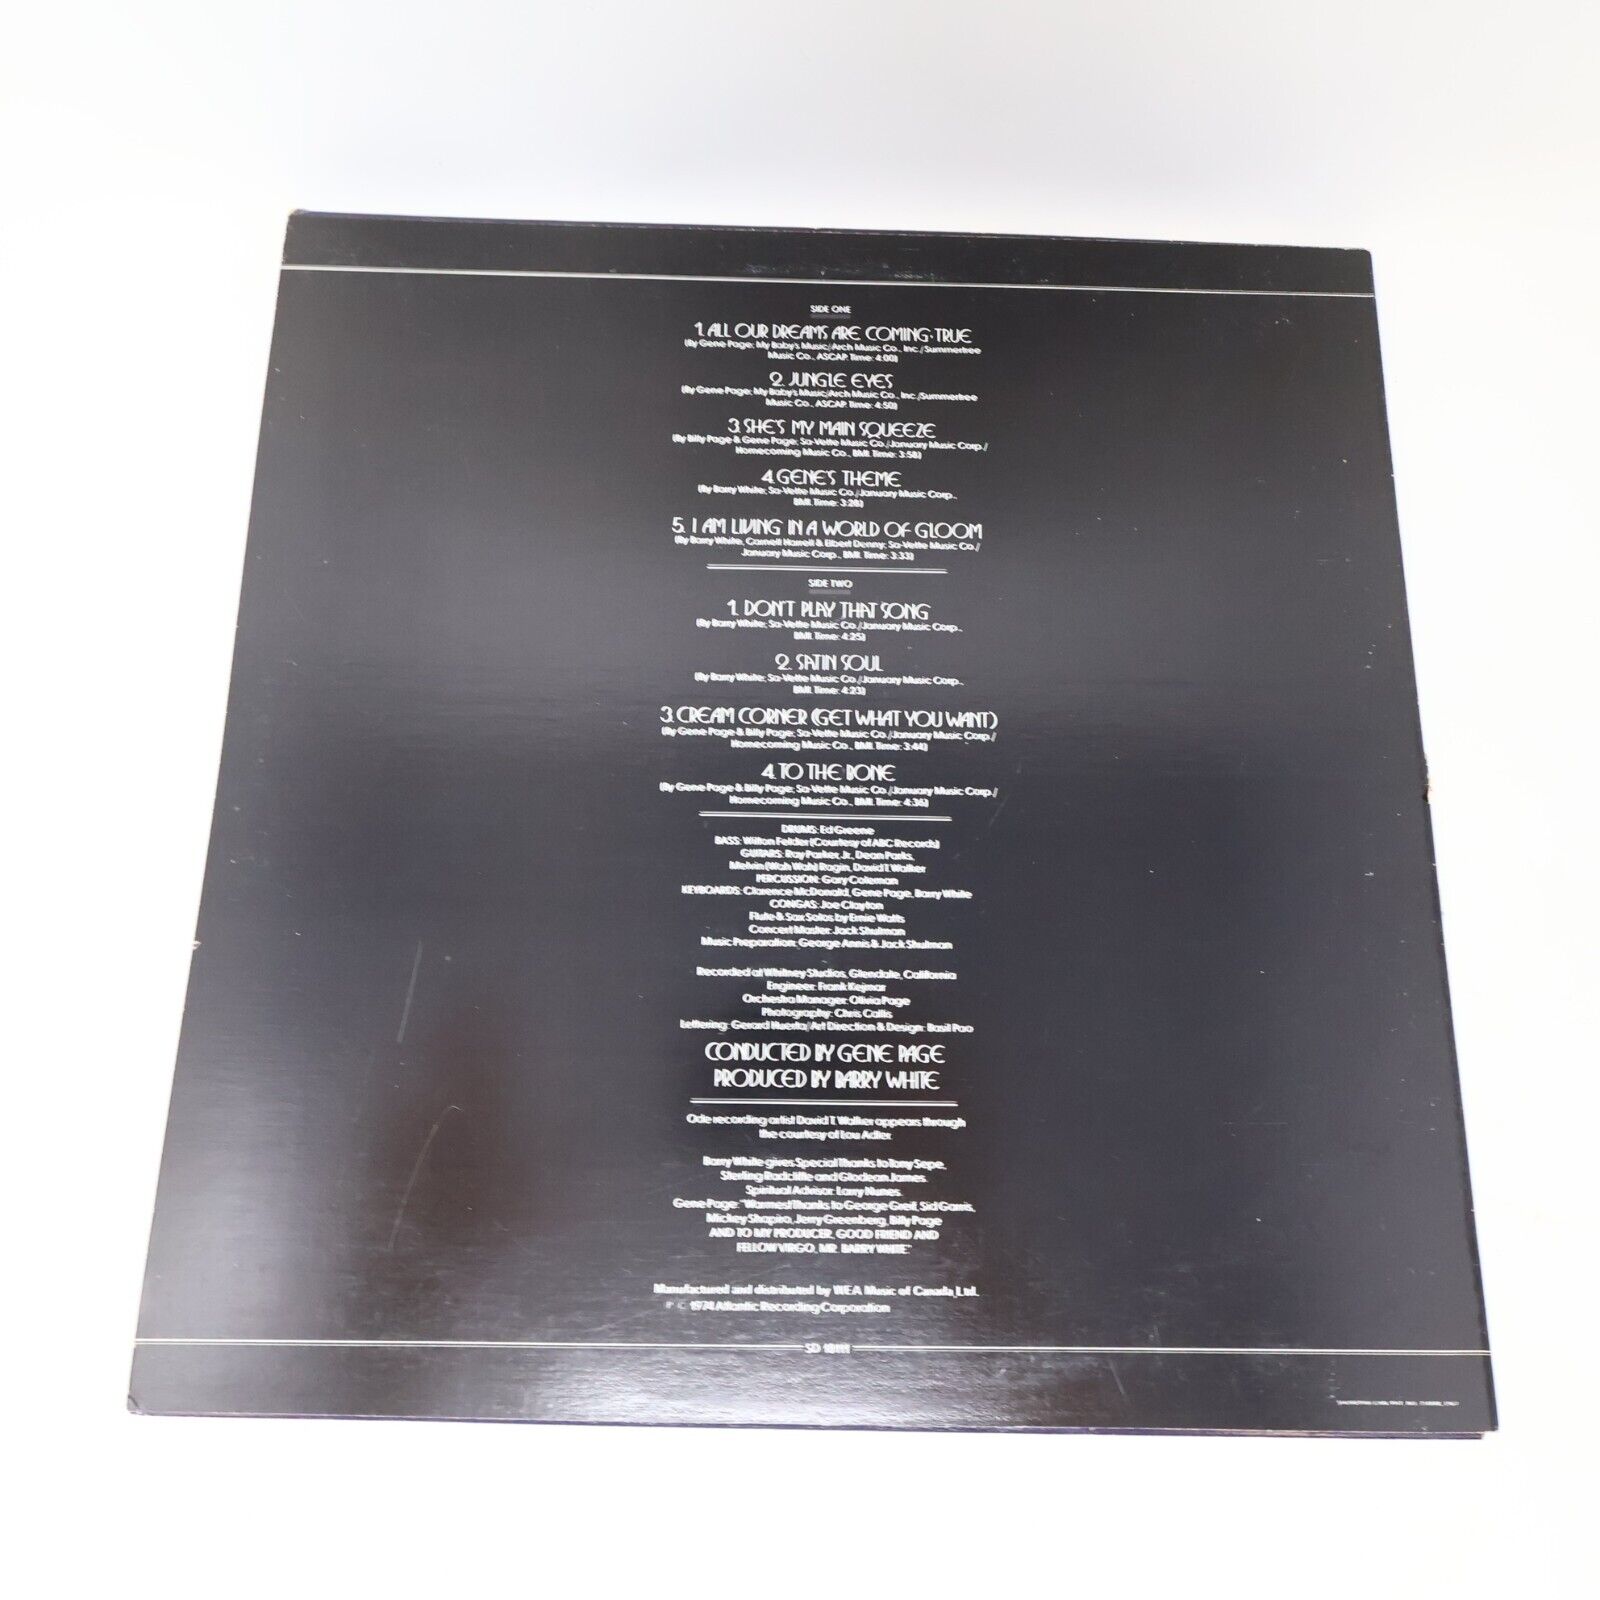 SIDE ONE
1. ALL OUR DREAMS ARE COMING TRUE
(By Gene Page; My Baby's Music/Arch Music Co., Inc./Summertree
Music Co., ASCAP. Time: 4:00)
2. JUNGLE EYES
(By Gene Page; My Baby's Music/Arch Music Co., Inc./Summertree
Music Co., ASCAP. Time: 4:50)
3. SHE'S MY MAIN SQUEEZE
(By Billy Page & Gene Page; Sa-Vette Music Co./January Music Corp./
Homecoming Music Co., BMI. Time: 3:58)
4. GENE'S THEME
(By Barry White; Sa-Vette Music Co./January Music Corp.,
BMI. Time: 3:28)
5. I AM LIVING IN A WORLD OF GLOOM
(By Barry White, Cornell Harrell & Elbert Denny; Sa-Vette Music Co./
January Music Corp., BMI. Time: 3:33)
SIDE TWO
1. DON'T PLAY THAT SONG
(By Barry White; Sa-Vette Music Co./January Music Corp.,
BMI. Time: 4:25)
2. SATIN SOUL
(By Barry White; Sa-Vette Music Co./January Music Corp.,
BMI. Time: 4:23)
3. CREAM CORNER (GET WHAT YOU WANT)
(By Gene Page & Billy Page; Sa-Vette Music Co./January Music Corp./
Homecoming Music Co., BMI. Time: 3:44)
4. TO THE BONE
(By Gene Page & Billy Page; Sa-Vette Music Co./January Music Corp./
Homecoming Music Co., BMI. Time: 4:36)
DRUMS: Ed Greene
BASS: Wilton Felder (Courtesy of ABC Records)
GUITARS: Ray Parker, Jr., Dean Parks,
Melvin (Wah Wah) Ragin, David T. Walker
PERCUSSION: Gary Coleman
KEYBOARDS: Clarence McDonald, Gene Page, Barry White
CONGAS: Joe Clayton
Flute & Sax Solos by Ernie Watts
Concert Master: Jack Shulman
Music Preparation: George Annis & Jack Shulman
Recorded at Whitney Studios, Glendale, California
Engineer: Frank Kejmar
Orchestra Manager: Olivia Page
Photography: Chris Callis
Lettering: Gerard Huerta/Art Direction & Design: Basil Pao
CONDUCTED BY GENE PAGE
PRODUCED BY BARRY WHITE
Ode recording artist David T. Walker appears through
the courtesy of Lou Adler.
Barry White gives Special Thanks to Tony Sepe,
Sterling Radcliffe and Glodean James.
Spiritual Advisor: Larry Nunes.
Gene Page: "Warmest Thanks to George Greif, Sid Garris,
Mickey Shapiro, Jerry Greenberg, Billy Page
AND TO MY PRODUCER, GOOD FRIEND AND
FELLOW VIRGO, MR. BARRY WHITE."
Manufactured and distributed by WEA Music of Canada, Ltd.
P C 1974 Atlantic Recording Corporation
SD 18111